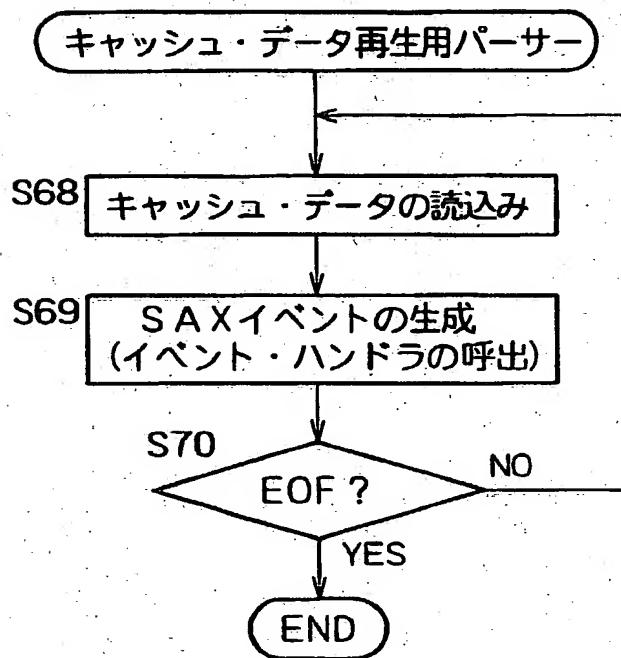 キャッシュ・データ再生用パーサー
S68
キャッシュ・データの読込み
S69
SAXイベントの生成
(イベント・ハンドラの呼出)
S70
EOF?
NO
YES
END